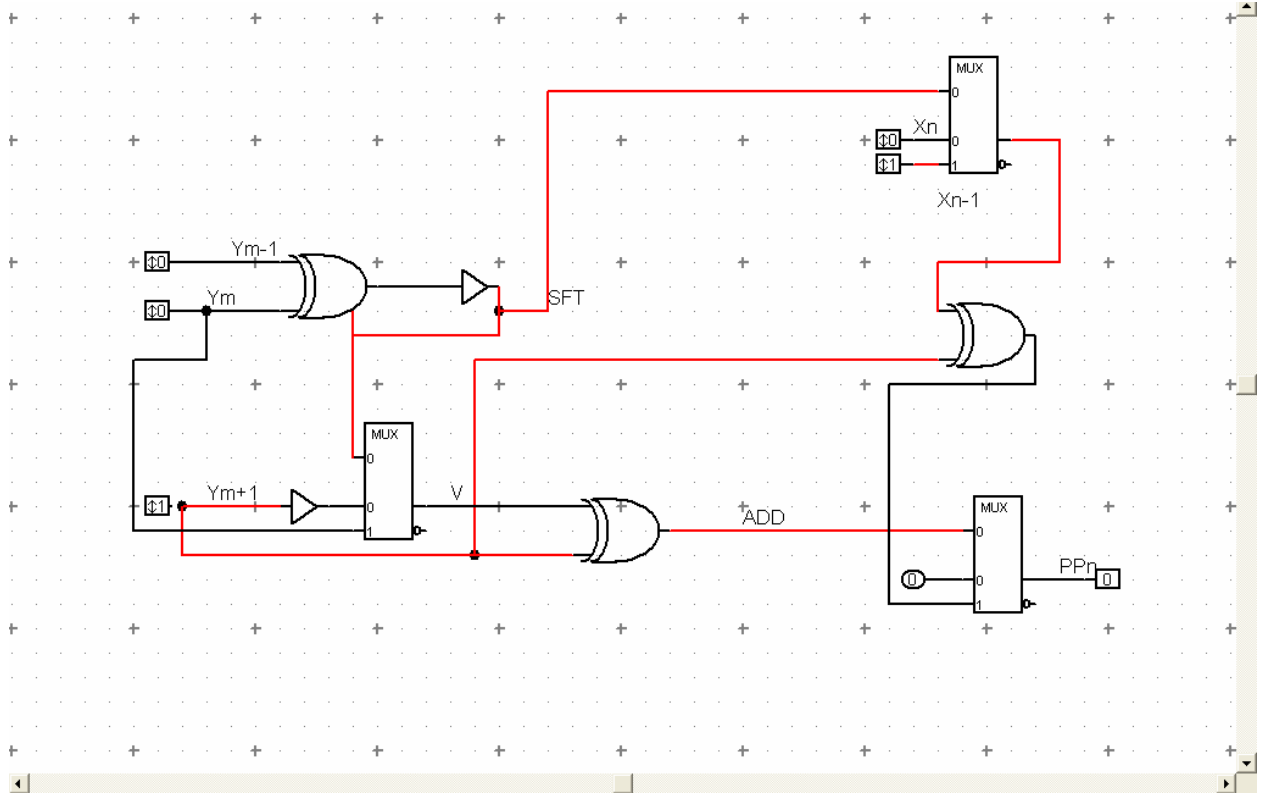 MUX
0
Xn
↕0 0
↕1 1
Xn-1
Ym-1
↕0
Ym
↕0
SFT
MUX
0
Ym+1
↕1 0
V
1
ADD
MUX
0
PPn
0 0 0
1